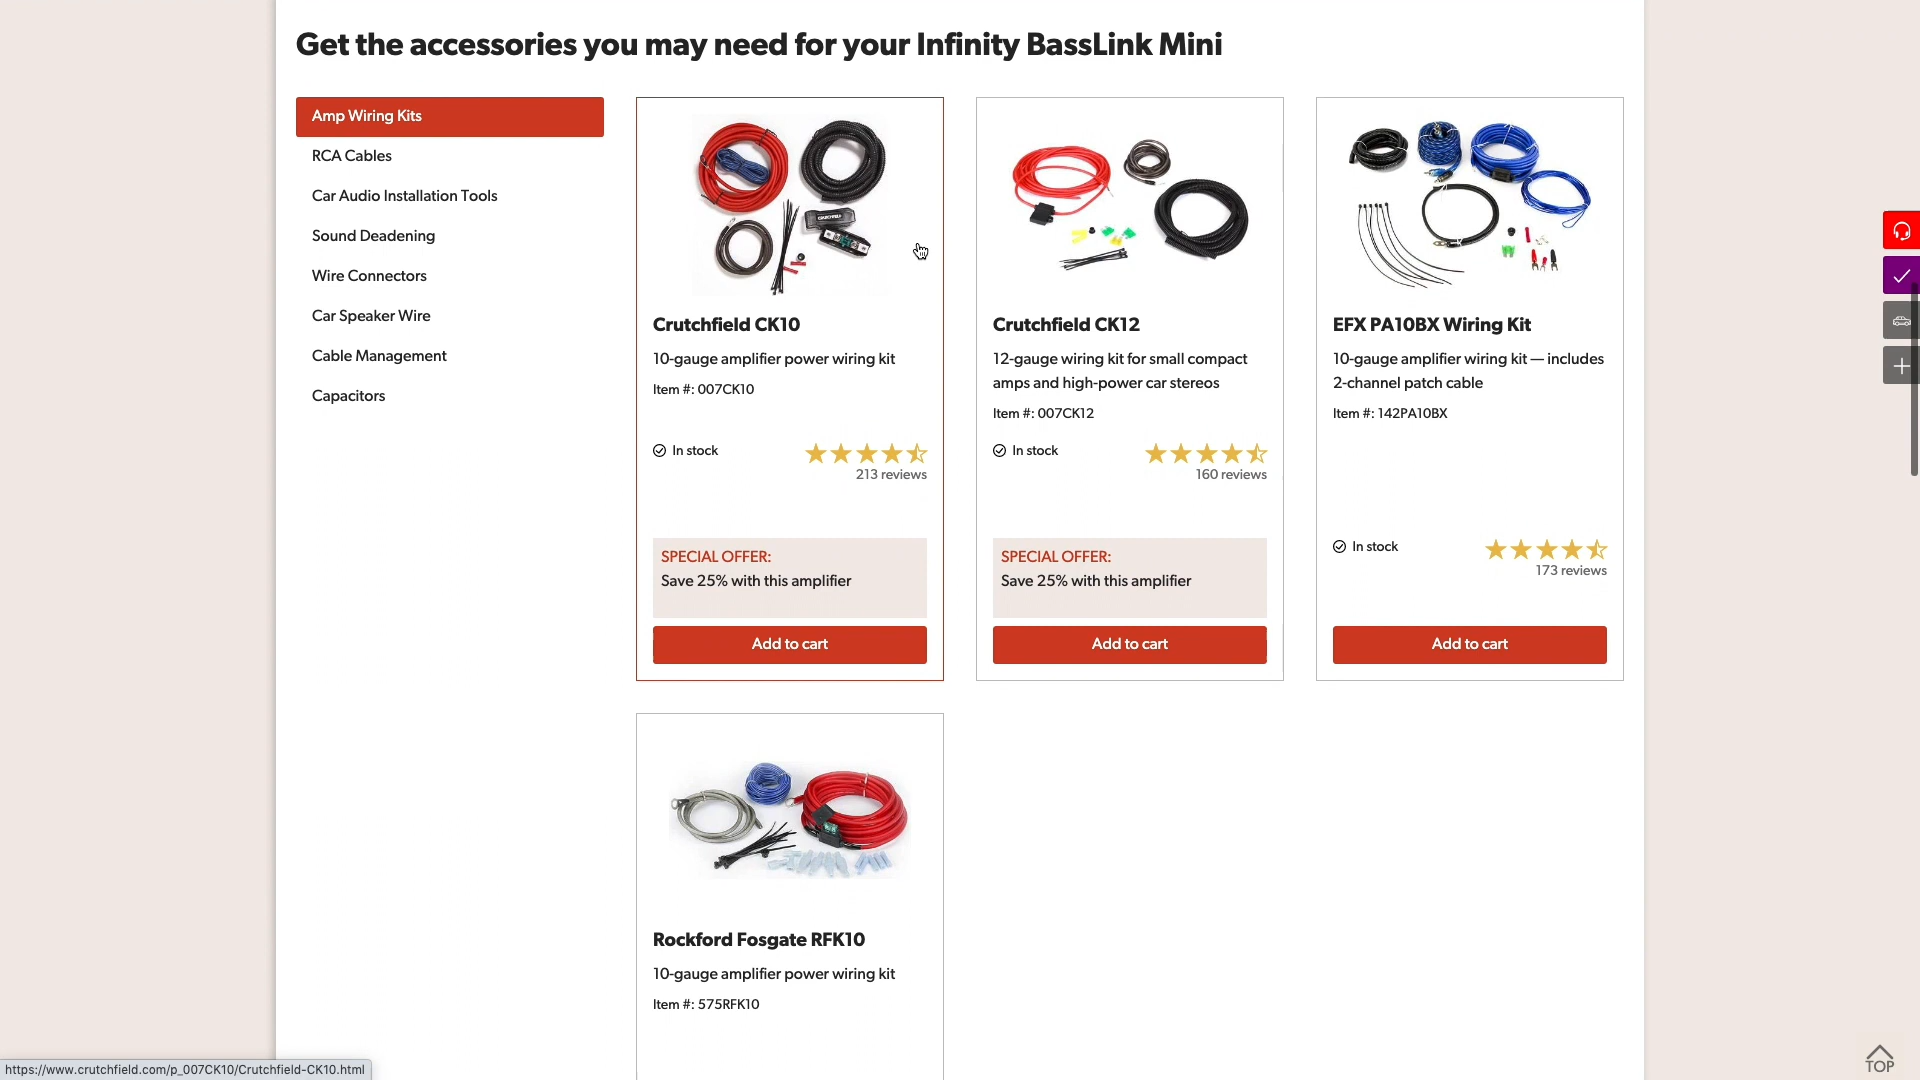 Get the accessories you may need for your Infinity BassLink Mini
Amp Wiring Kits
RCA Cables
Car Audio Installation Tools
Sound Deadening
Wire Connectors
Car Speaker Wire
Cable Management
Capacitors
Crutchfield CK10
10-gauge amplifier power wiring kit
Item #: 007CK10
In stock
213 reviews
SPECIAL OFFER:
Save 25% with this amplifier
Add to cart
Crutchfield CK12
12-gauge wiring kit for small compact
amps and high-power car stereos
Item #: 007CK12
In stock
160 reviews
SPECIAL OFFER:
Save 25% with this amplifier
Add to cart
EFX PA10BX Wiring Kit
10-gauge amplifier wiring kit — includes
2-channel patch cable
Item #: 142PA10BX
In stock
173 reviews
Add to cart
Rockford Fosgate RFK10
10-gauge amplifier power wiring kit
Item #: 575RFK10
TOP
https://www.crutchfield.com/p_007CK10/Crutchfield-CK10.html